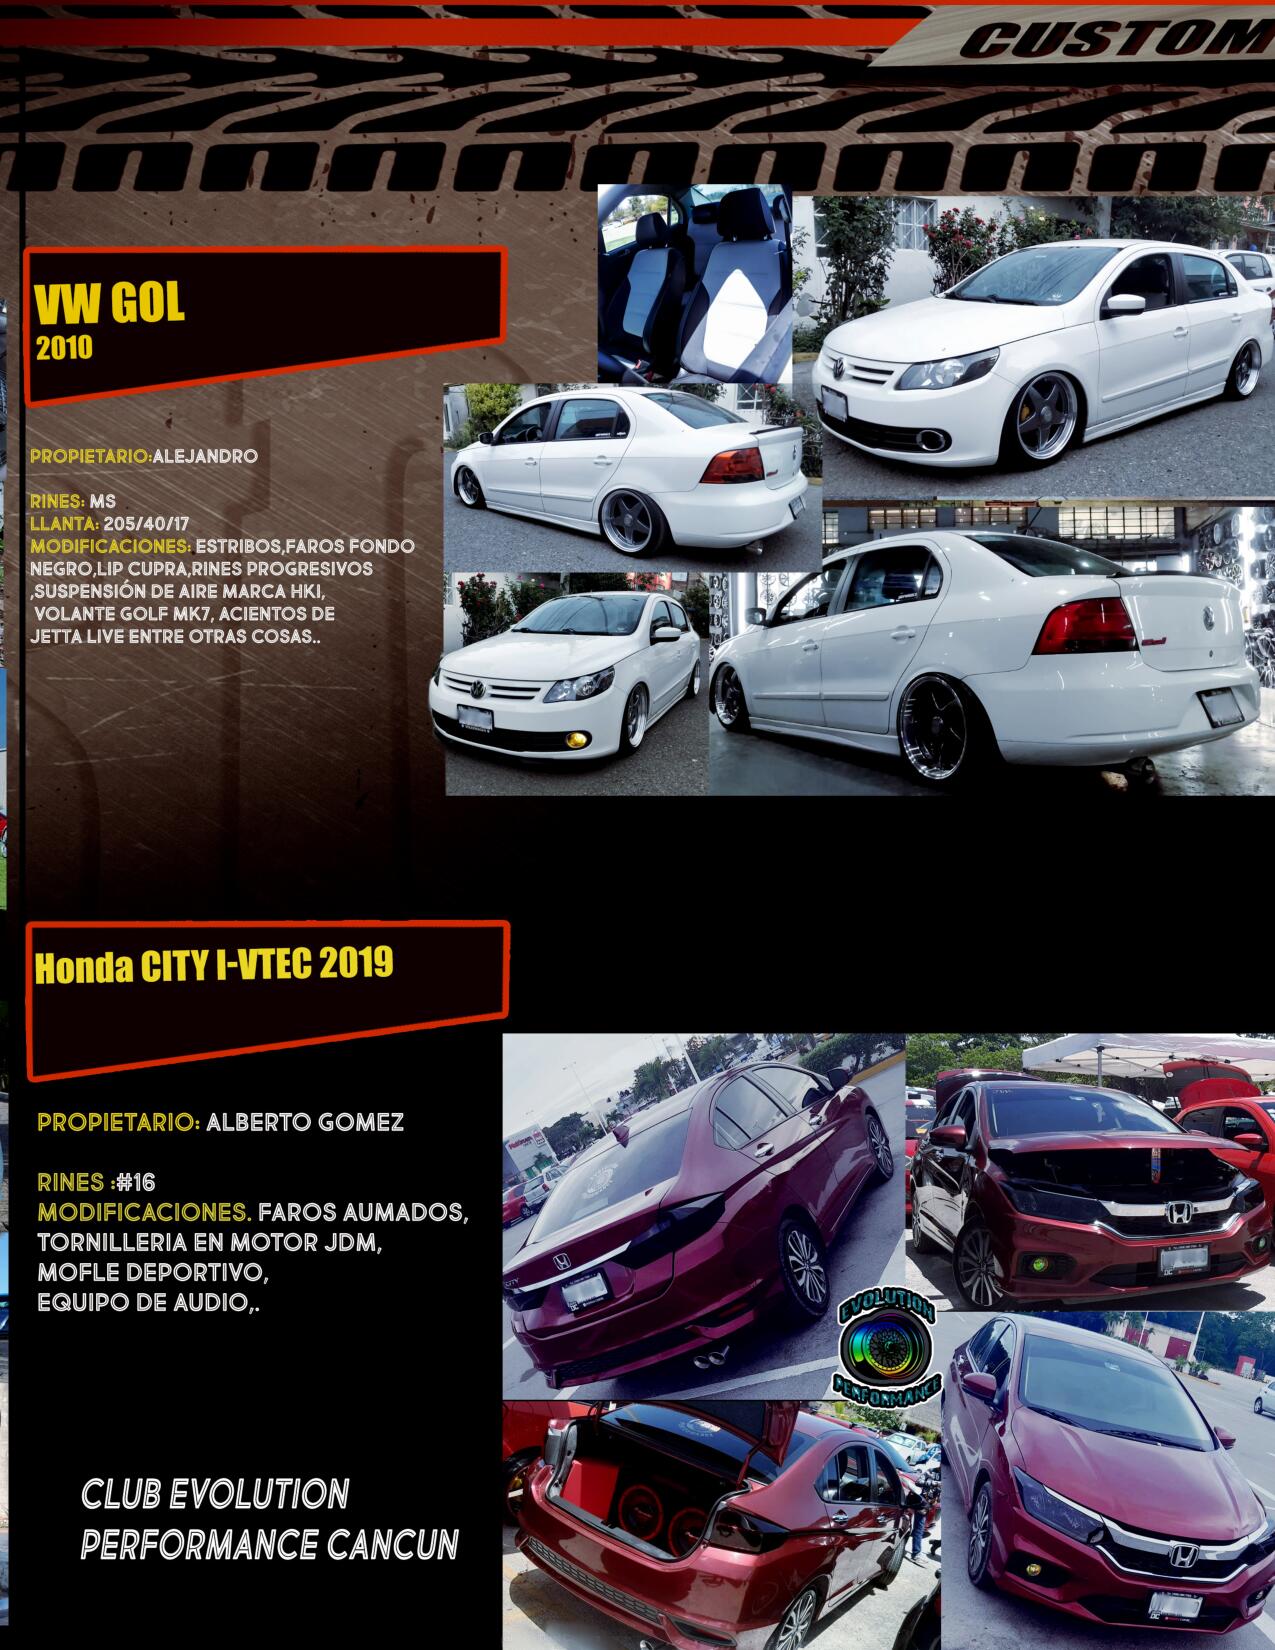 CUSTOM
VW GOL
2010
PROPIETARIO:ALEJANDRO
RINES: MS
LLANTA: 205/40/17
MODIFICACIONES: ESTRIBOS,FAROS FONDO
NEGRO,LIP CUPRA,RINES PROGRESIVOS
,SUSPENSIÓN DE AIRE MARCA HKI,
VOLANTE GOLF MK7, ACIENTOS DE
JETTA LIVE ENTRE OTRAS COSAS..
Honda CITY I-VTEC 2019
PROPIETARIO: ALBERTO GOMEZ
RINES :#16
MODIFICACIONES. FAROS AUMADOS,
TORNILLERIA EN MOTOR JDM,
MOFLE DEPORTIVO,
EQUIPO DE AUDIO,.
CITY
EVOLUTION
PERFORMANCE
CLUB EVOLUTION
PERFORMANCE CANCUN